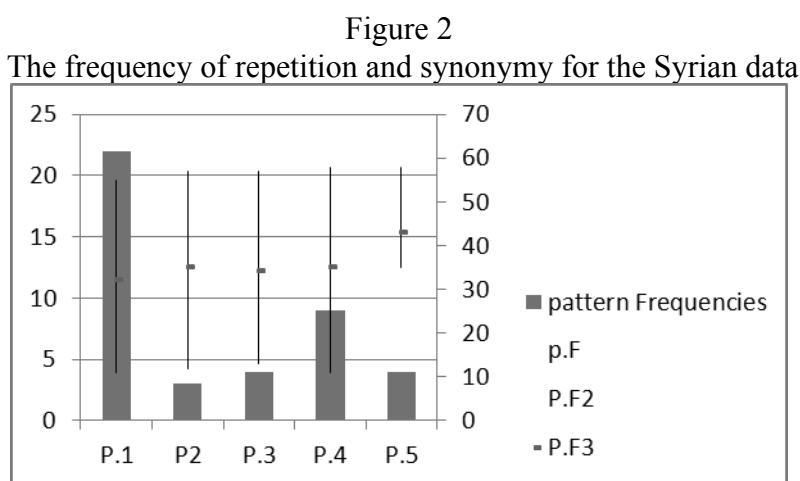 Figure 2
The frequency of repetition and synonymy for the Syrian data
25
20
15
10
5
0
70
60
50
40
30
20
10
0
P.1 P2 P.3 P.4 P.5
pattern Frequencies
p.F
P.F2
P.F3